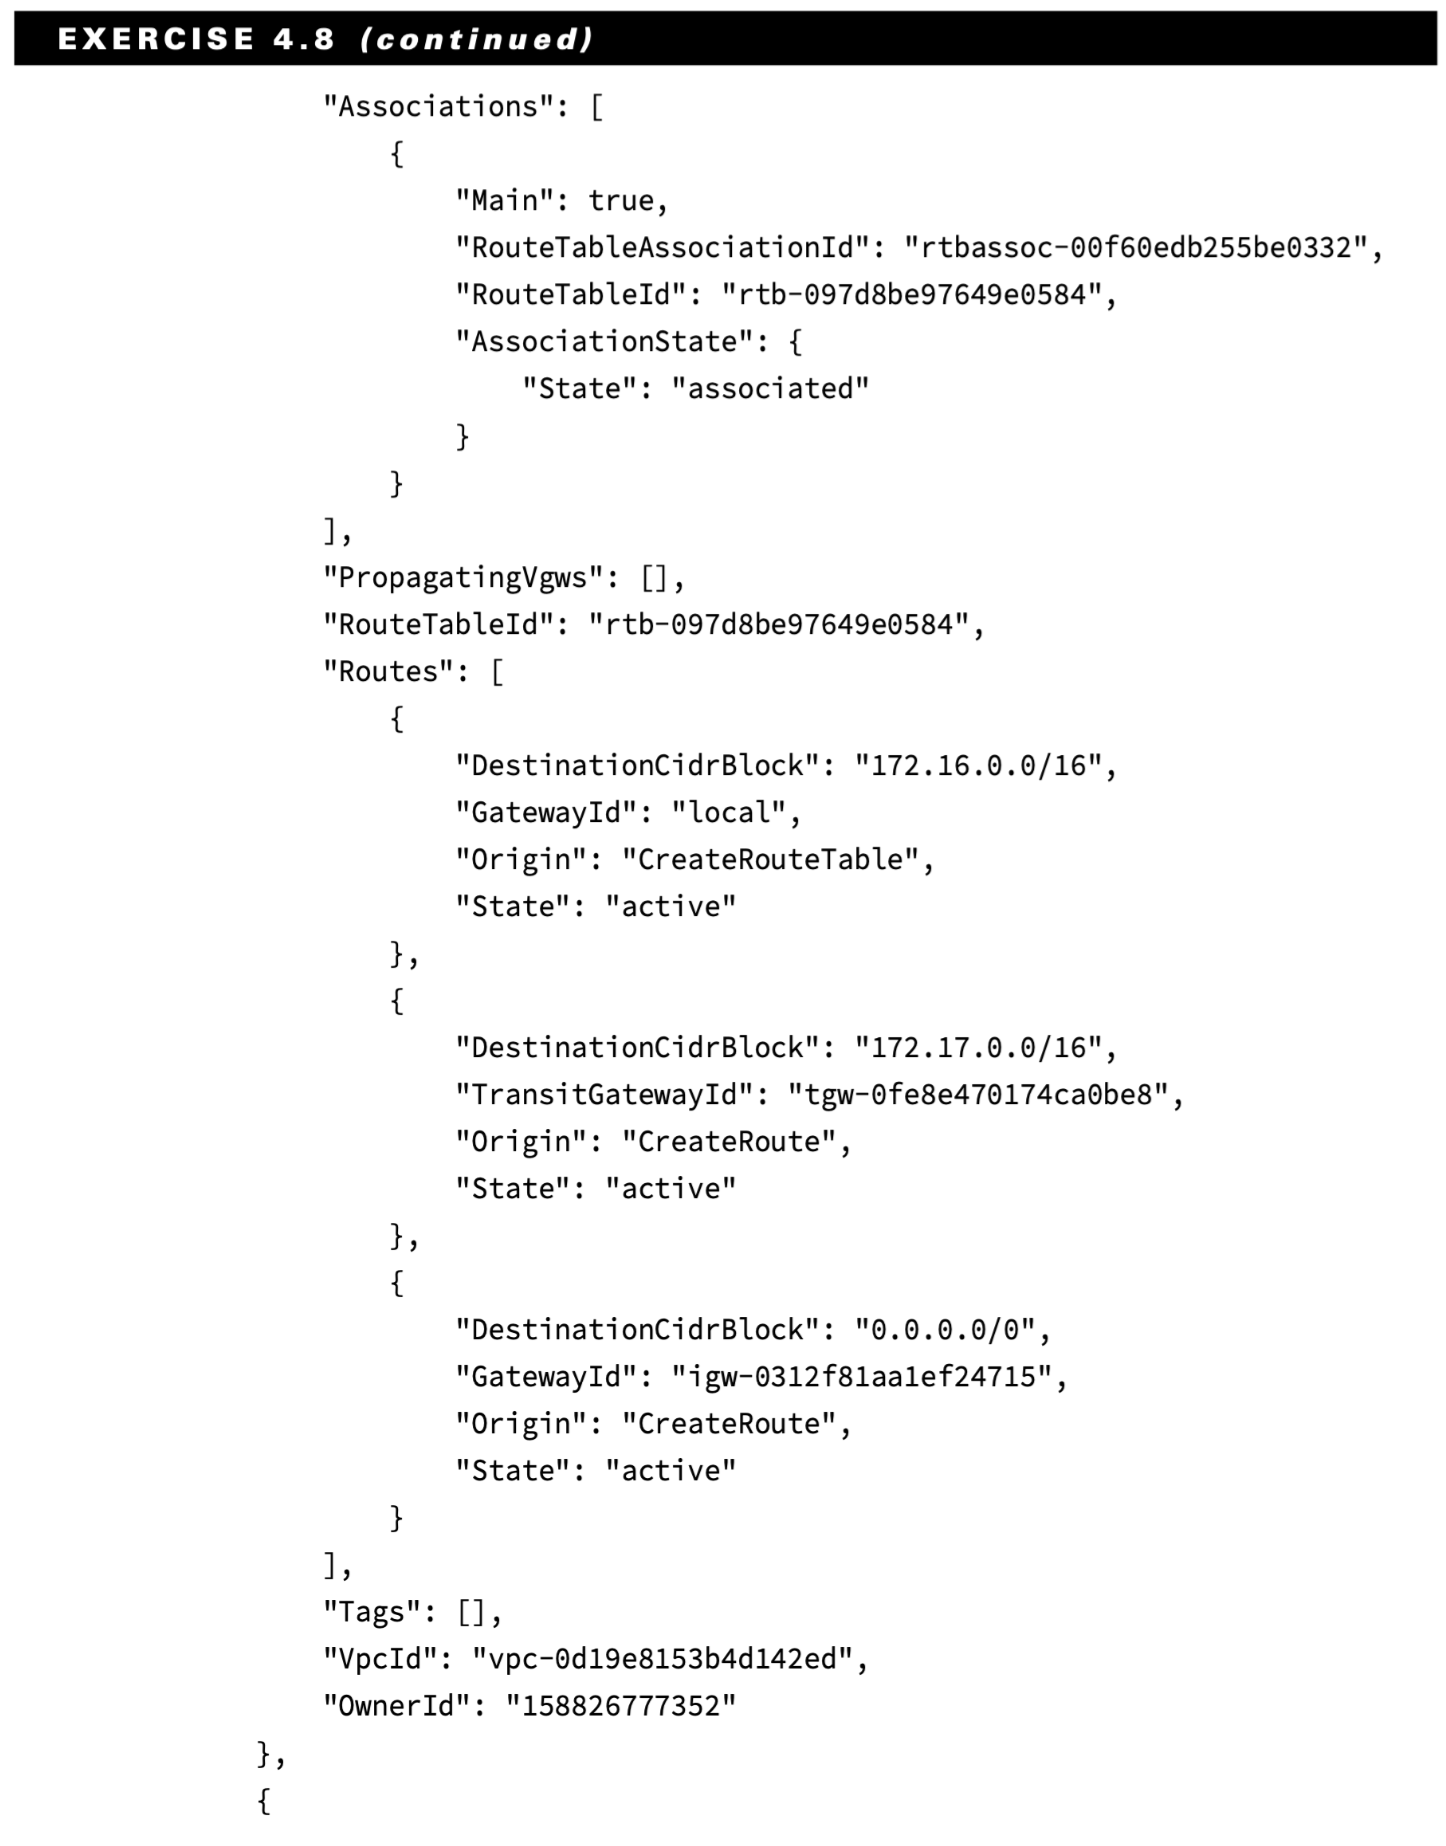 EXERCISE 4.8 (continued)
"Associations": [
{
"Main": true,
"RouteTableAssociationId": "rtbassoc-00f60edb255be0332",
"RouteTableId": "rtb-097d8be97649e0584",
"AssociationState": {
"State": "associated"
}
}
],
"PropagatingVgws": [],
"RouteTableId": "rtb-097d8be97649e0584",
"Routes": [
{
"DestinationCidrBlock": "172.16.0.0/16",
"GatewayId": "local",
"Origin": "CreateRouteTable",
"State": "active"
},
{
"DestinationCidrBlock": "172.17.0.0/16",
"TransitGatewayId": "tgw-0fe8e470174ca0be8",
"Origin": "CreateRoute",
"State": "active"
},
{
"DestinationCidrBlock": "0.0.0.0/0",
"GatewayId": "igw-0312f81aa1ef24715",
"Origin": "CreateRoute",
"State": "active"
}
],
"Tags": [],
"VpcId": "vpc-0d19e8153b4d142ed",
"OwnerId": "158826777352"
},
{